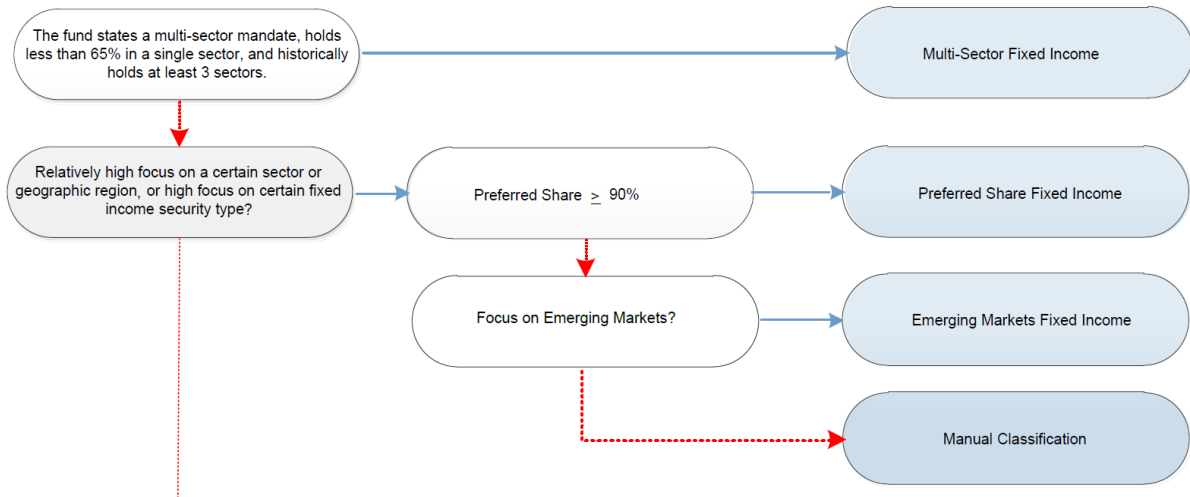 The fund states a multi-sector mandate, holds
less than 65% in a single sector, and historically
holds at least 3 sectors.
Multi-Sector Fixed Income
Relatively high focus on a certain sector or
geographic region, or high focus on certain fixed
income security type?
Preferred Share ≥ 90%
Preferred Share Fixed Income
Focus on Emerging Markets?
Emerging Markets Fixed Income
Manual Classification